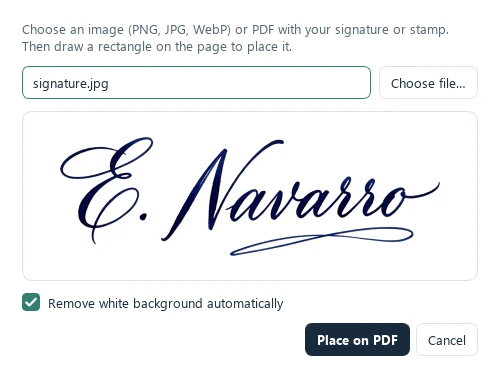 Choose an image (PNG, JPG, WebP) or PDF with your signature or stamp.
Then draw a rectangle on the page to place it.
signature.jpg
Choose file...
E. Navarro
Remove white background automatically
Place on PDF
Cancel